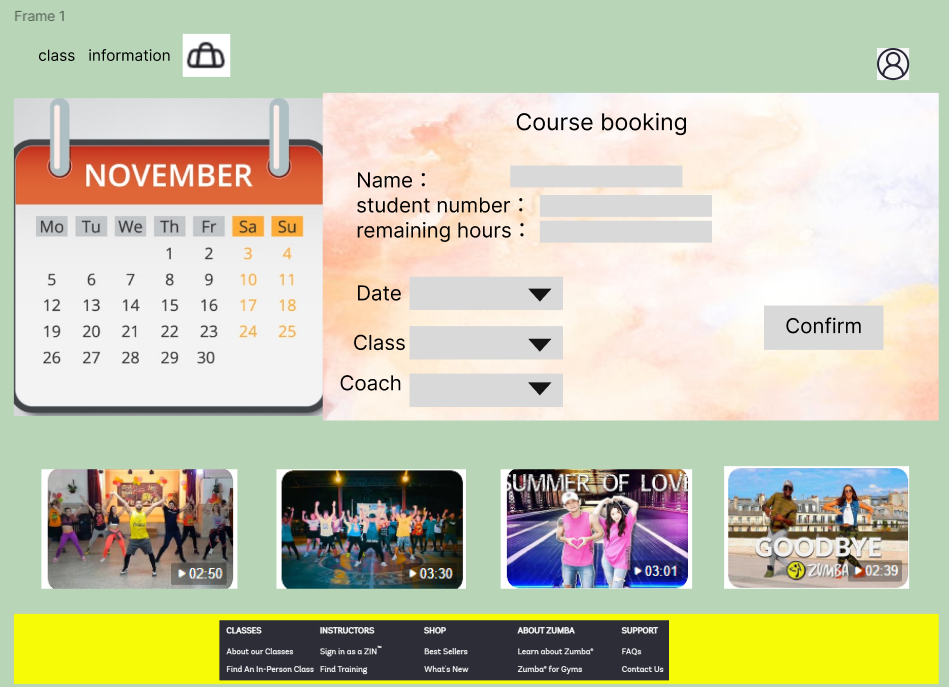 Frame 1
class information
NOVEMBER
Mo Tu We Th Fr Sa Su
1 2 3 4
5 6 7 8 9 10 11
12 13 14 15 16 17 18
19 20 21 22 23 24 25
26 27 28 29 30
Course booking
Name：
student number：
remaining hours：
Date
Class
Coach
Confirm
02:50
03:30
SUMMER OF LOVE
03:01
GOODBYE
ZUMBA
02:39
CLASSES INSTRUCTORS SHOP ABOUT ZUMBA SUPPORT
About our Classes Sign in as a ZIN™ Best Sellers Learn about Zumba® FAQs
Find An In-Person Class Find Training What's New Zumba® for Gyms Contact Us